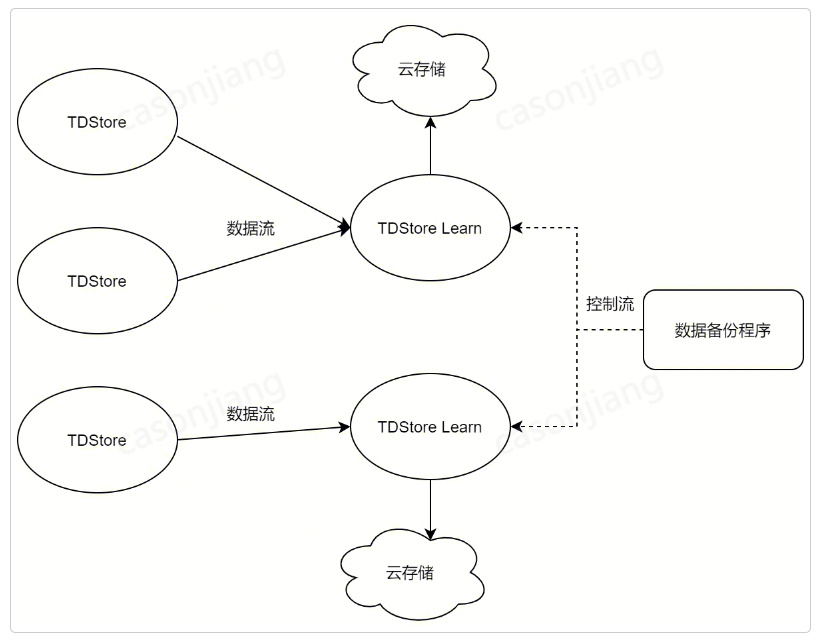 云存储
casonjiang
casonjiang
TDStore
数据流
TDStore Learn
TDStore
控制流
数据备份程序
casonjiang
casonjiang
数据流
TDStore Learn
TDStore
云存储